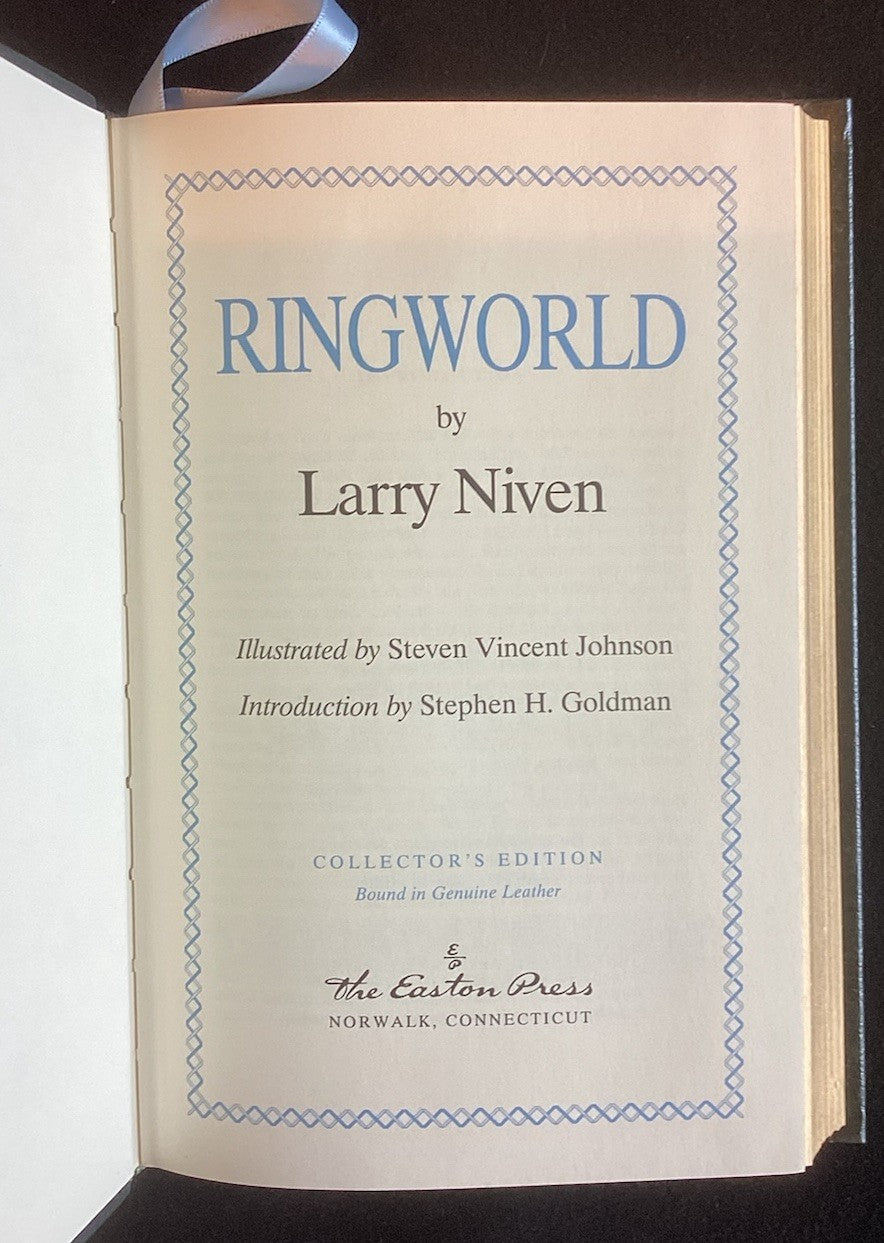 RINGWORLD
by
Larry Niven
Illustrated by Steven Vincent Johnson
Introduction by Stephen H. Goldman
COLLECTOR'S EDITION
Bound in Genuine Leather
E
P
The Easton Press
NORWALK, CONNECTICUT